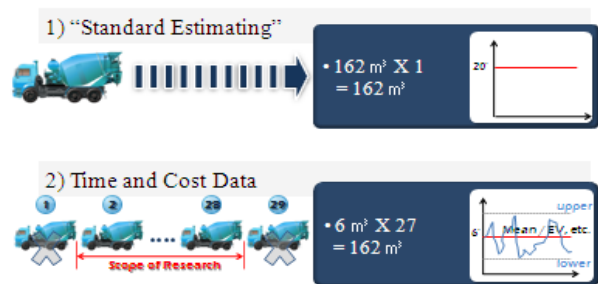 1) “Standard Estimating”
• 162 m³ X 1
= 162 m³
20
2) Time and Cost Data
1 2 28 29
....
Scope of Research
• 6 m³ X 27
= 162 m³
upper
6 Mean / EV, etc.
lower